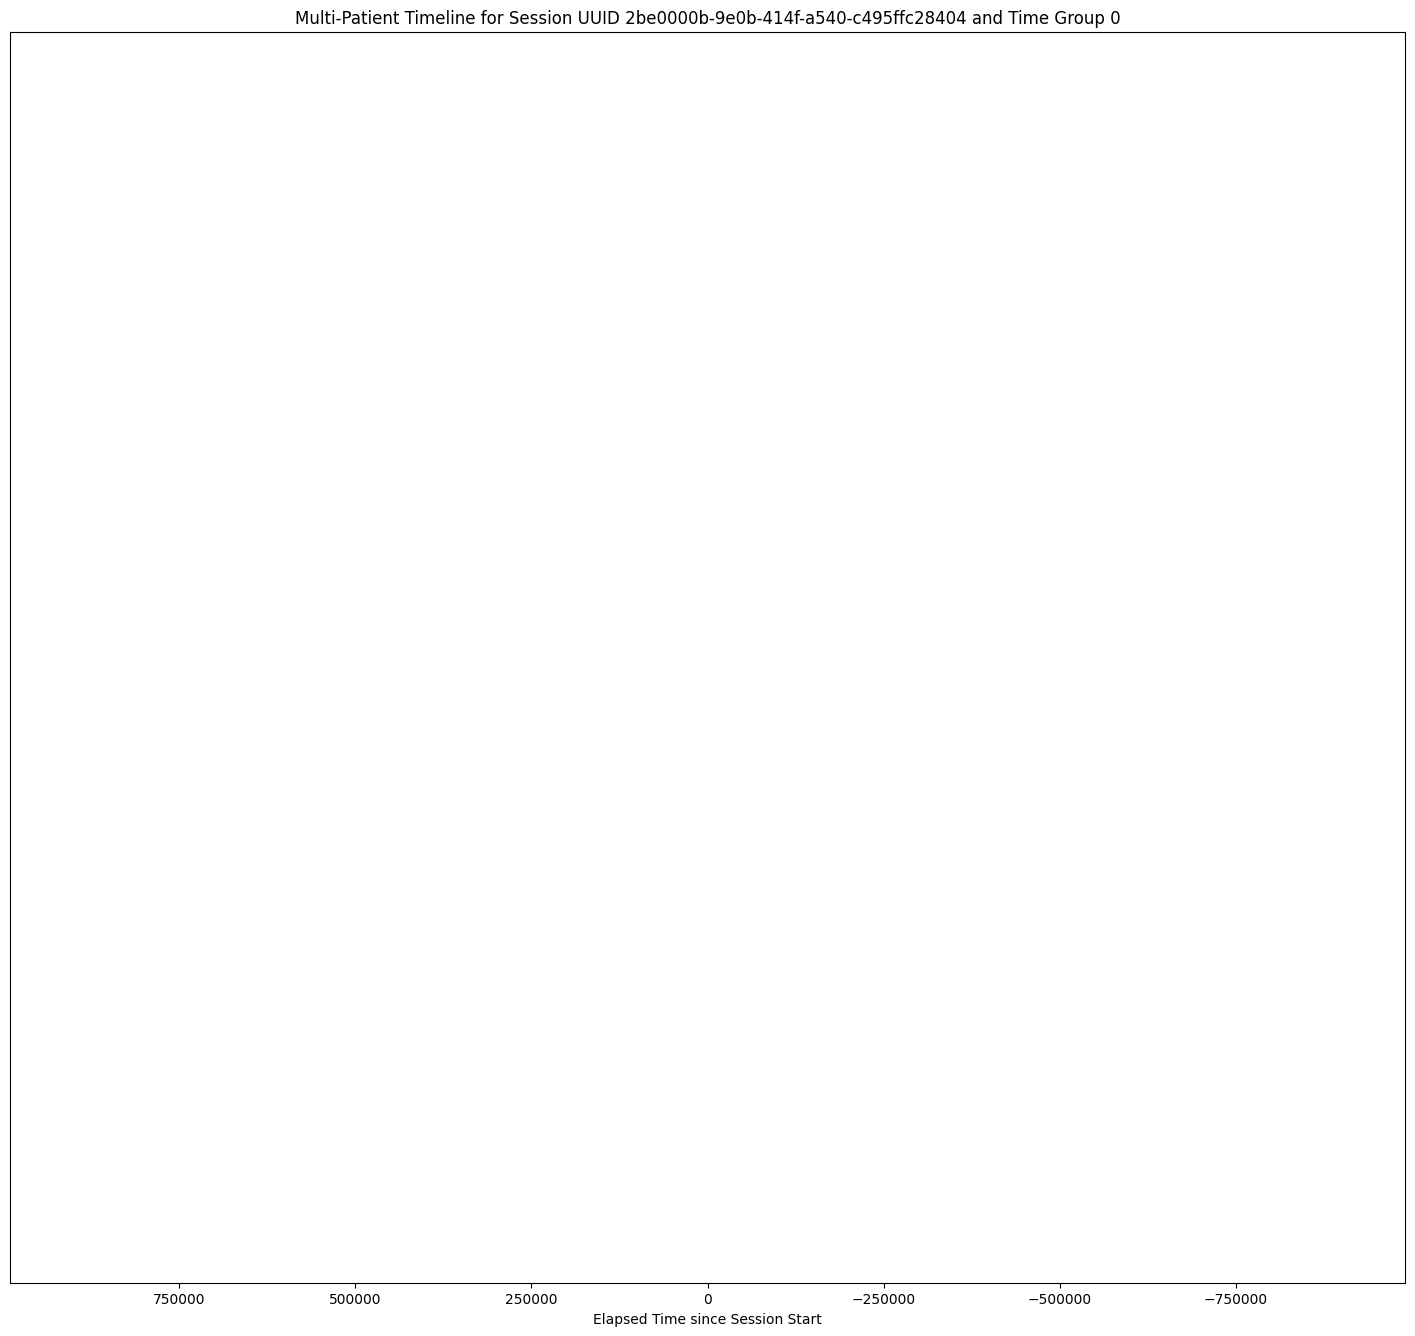 Multi-Patient Timeline for Session UUID 2be0000b-9e0b-414f-a540-c495ffc28404 and Time Group 0
750000 500000 250000 0 −250000 −500000 −750000
Elapsed Time since Session Start